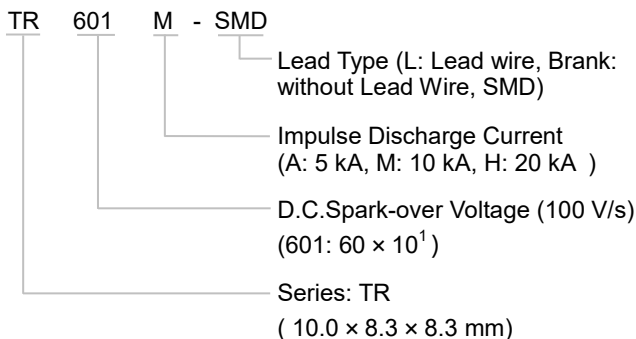 TR 601 M - SMD
Lead Type (L: Lead wire, Brank:
without Lead Wire, SMD)
Impulse Discharge Current
(A: 5 kA, M: 10 kA, H: 20 kA )
D.C.Spark-over Voltage (100 V/s)
(601: 60 × 10¹ )
Series: TR
( 10.0 × 8.3 × 8.3 mm)